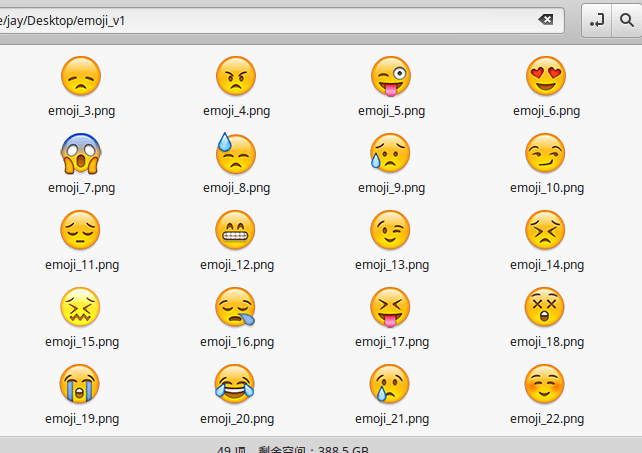 e/jay/Desktop/emoji_v1
emoji_3.png emoji_4.png emoji_5.png emoji_6.png
emoji_7.png emoji_8.png emoji_9.png emoji_10.png
emoji_11.png emoji_12.png emoji_13.png emoji_14.png
emoji_15.png emoji_16.png emoji_17.png emoji_18.png
emoji_19.png emoji_20.png emoji_21.png emoji_22.png
49 项，剩余空间：388.5 GB